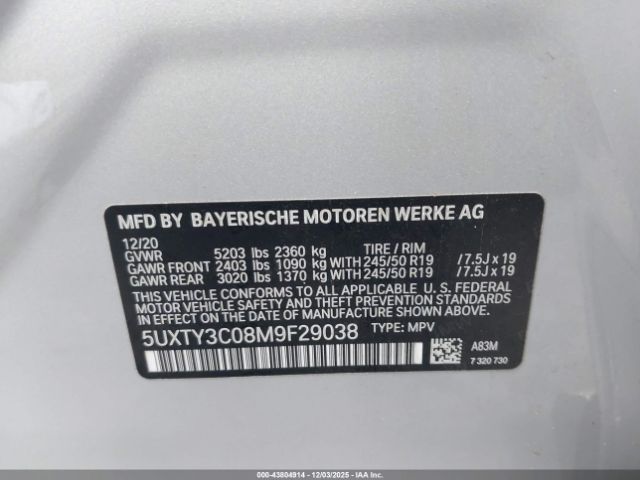 MFD BY BAYERISCHE MOTOREN WERKE AG
12/20
GVWR 5203 lbs 2360 kg TIRE / RIM
GAWR FRONT 2403 lbs 1090 kg WITH 245/50 R19 / 7.5J x 19
GAWR REAR 3020 lbs 1370 kg WITH 245/50 R19 / 7.5J x 19
THIS VEHICLE CONFORMS TO ALL APPLICABLE U. S. FEDERAL
MOTOR VEHICLE SAFETY AND THEFT PREVENTION STANDARDS
IN EFFECT ON THE DATE OF MANUFACTURE SHOWN ABOVE.
5UXTY3C08M9F29038 TYPE: MPV
A83M
7 320 730
000-43804914 - 12/03/2025 - IAAI Inc.